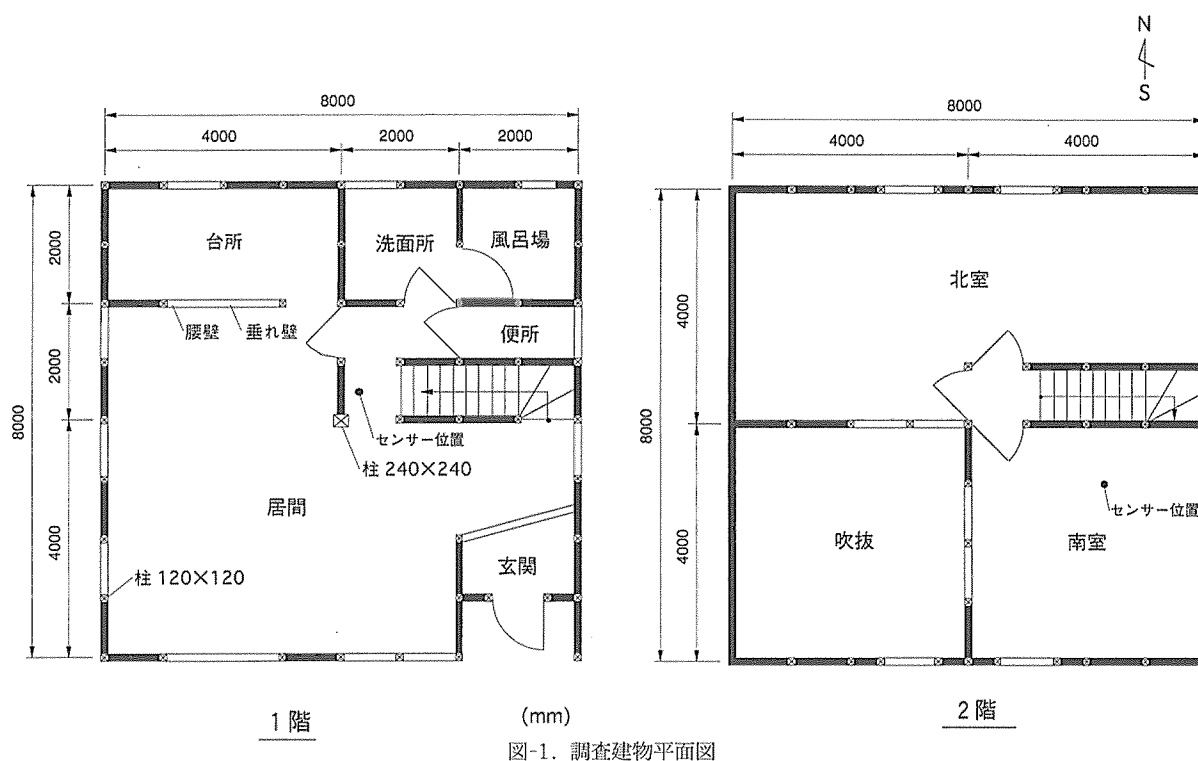 N
S
8000
4000
2000
2000
8000
2000
2000
4000
台所
洗面所
風呂場
腰壁
垂れ壁
便所
センサー位置
柱 240×240
居間
玄関
柱 120×120
1階
(mm)
8000
4000
4000
8000
4000
4000
北室
吹抜
南室
センサー位置
2階
図-1. 調査建物平面図